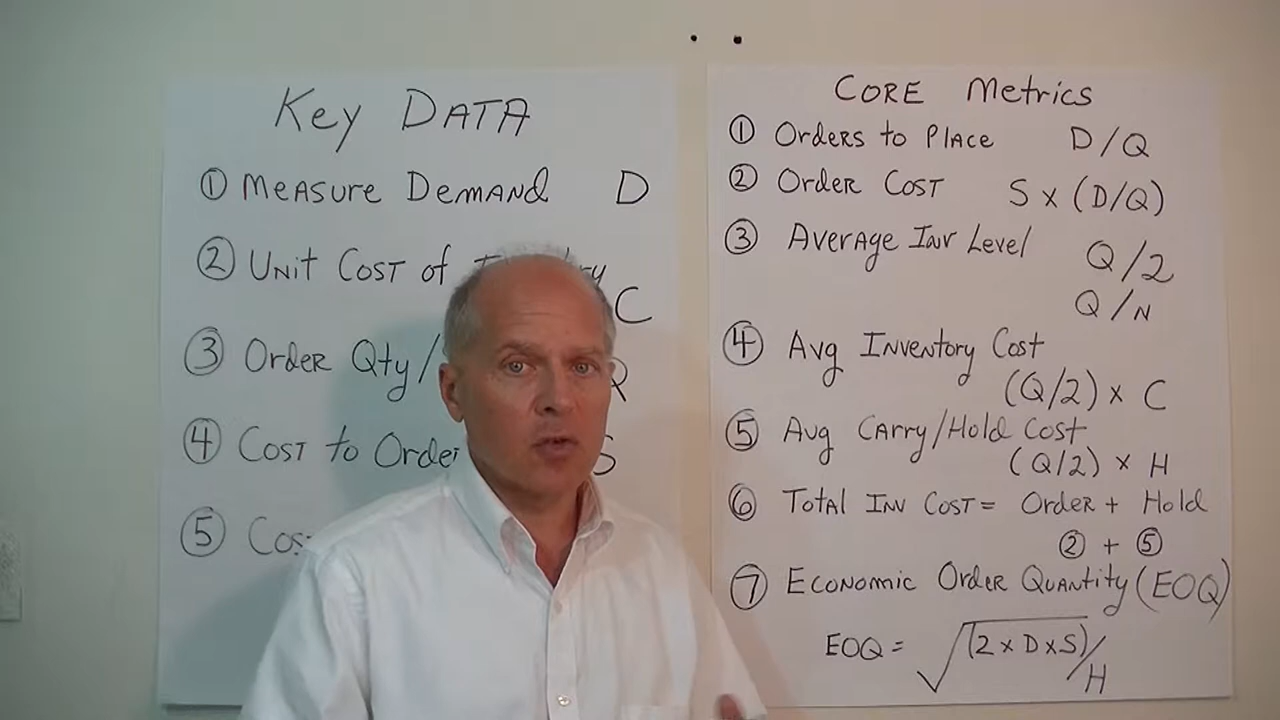 Key DATA
① Measure Demand D
② Unit Cost of
C
③ Order Qty/
④ Cost to Order S
⑤
CORE Metrics
① Orders to Place D/Q
② Order Cost S x (D/Q)
③ Average Inv Level Q/2
Q/N
④ Avg Inventory Cost
(Q/2) x C
⑤ Avg Carry/Hold Cost
(Q/2) x H
⑥ Total Inv Cost = Order + Hold
② + ⑤
⑦ Economic Order Quantity (EOQ)
EOQ = √(2 x D x S)/H